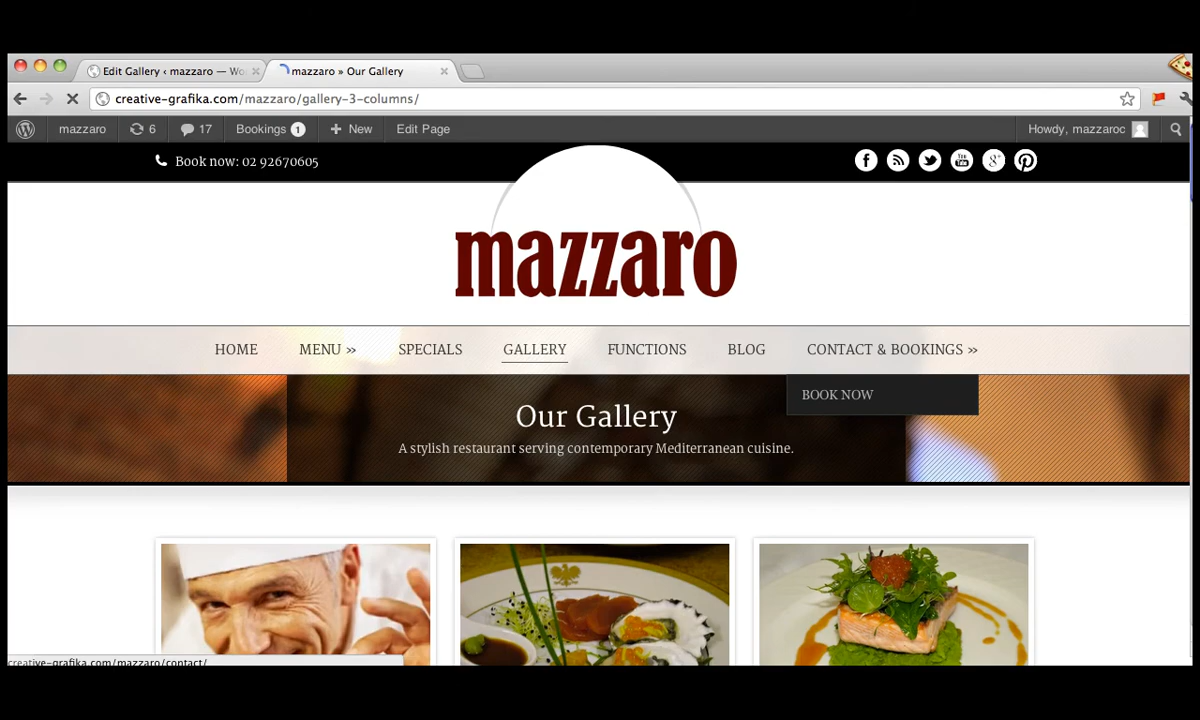 Edit Gallery ‹ mazzaro — Wo
mazzaro » Our Gallery
creative-grafika.com/mazzaro/gallery-3-columns/
mazzaro
6
17
Bookings 1
New
Edit Page
Howdy, mazzaroc
Book now: 02 92670605
You Tube
g+
mazzaro
HOME
MENU »
SPECIALS
GALLERY
FUNCTIONS
BLOG
CONTACT & BOOKINGS »
BOOK NOW
Our Gallery
A stylish restaurant serving contemporary Mediterranean cuisine.
creative-grafika.com/mazzaro/contact/